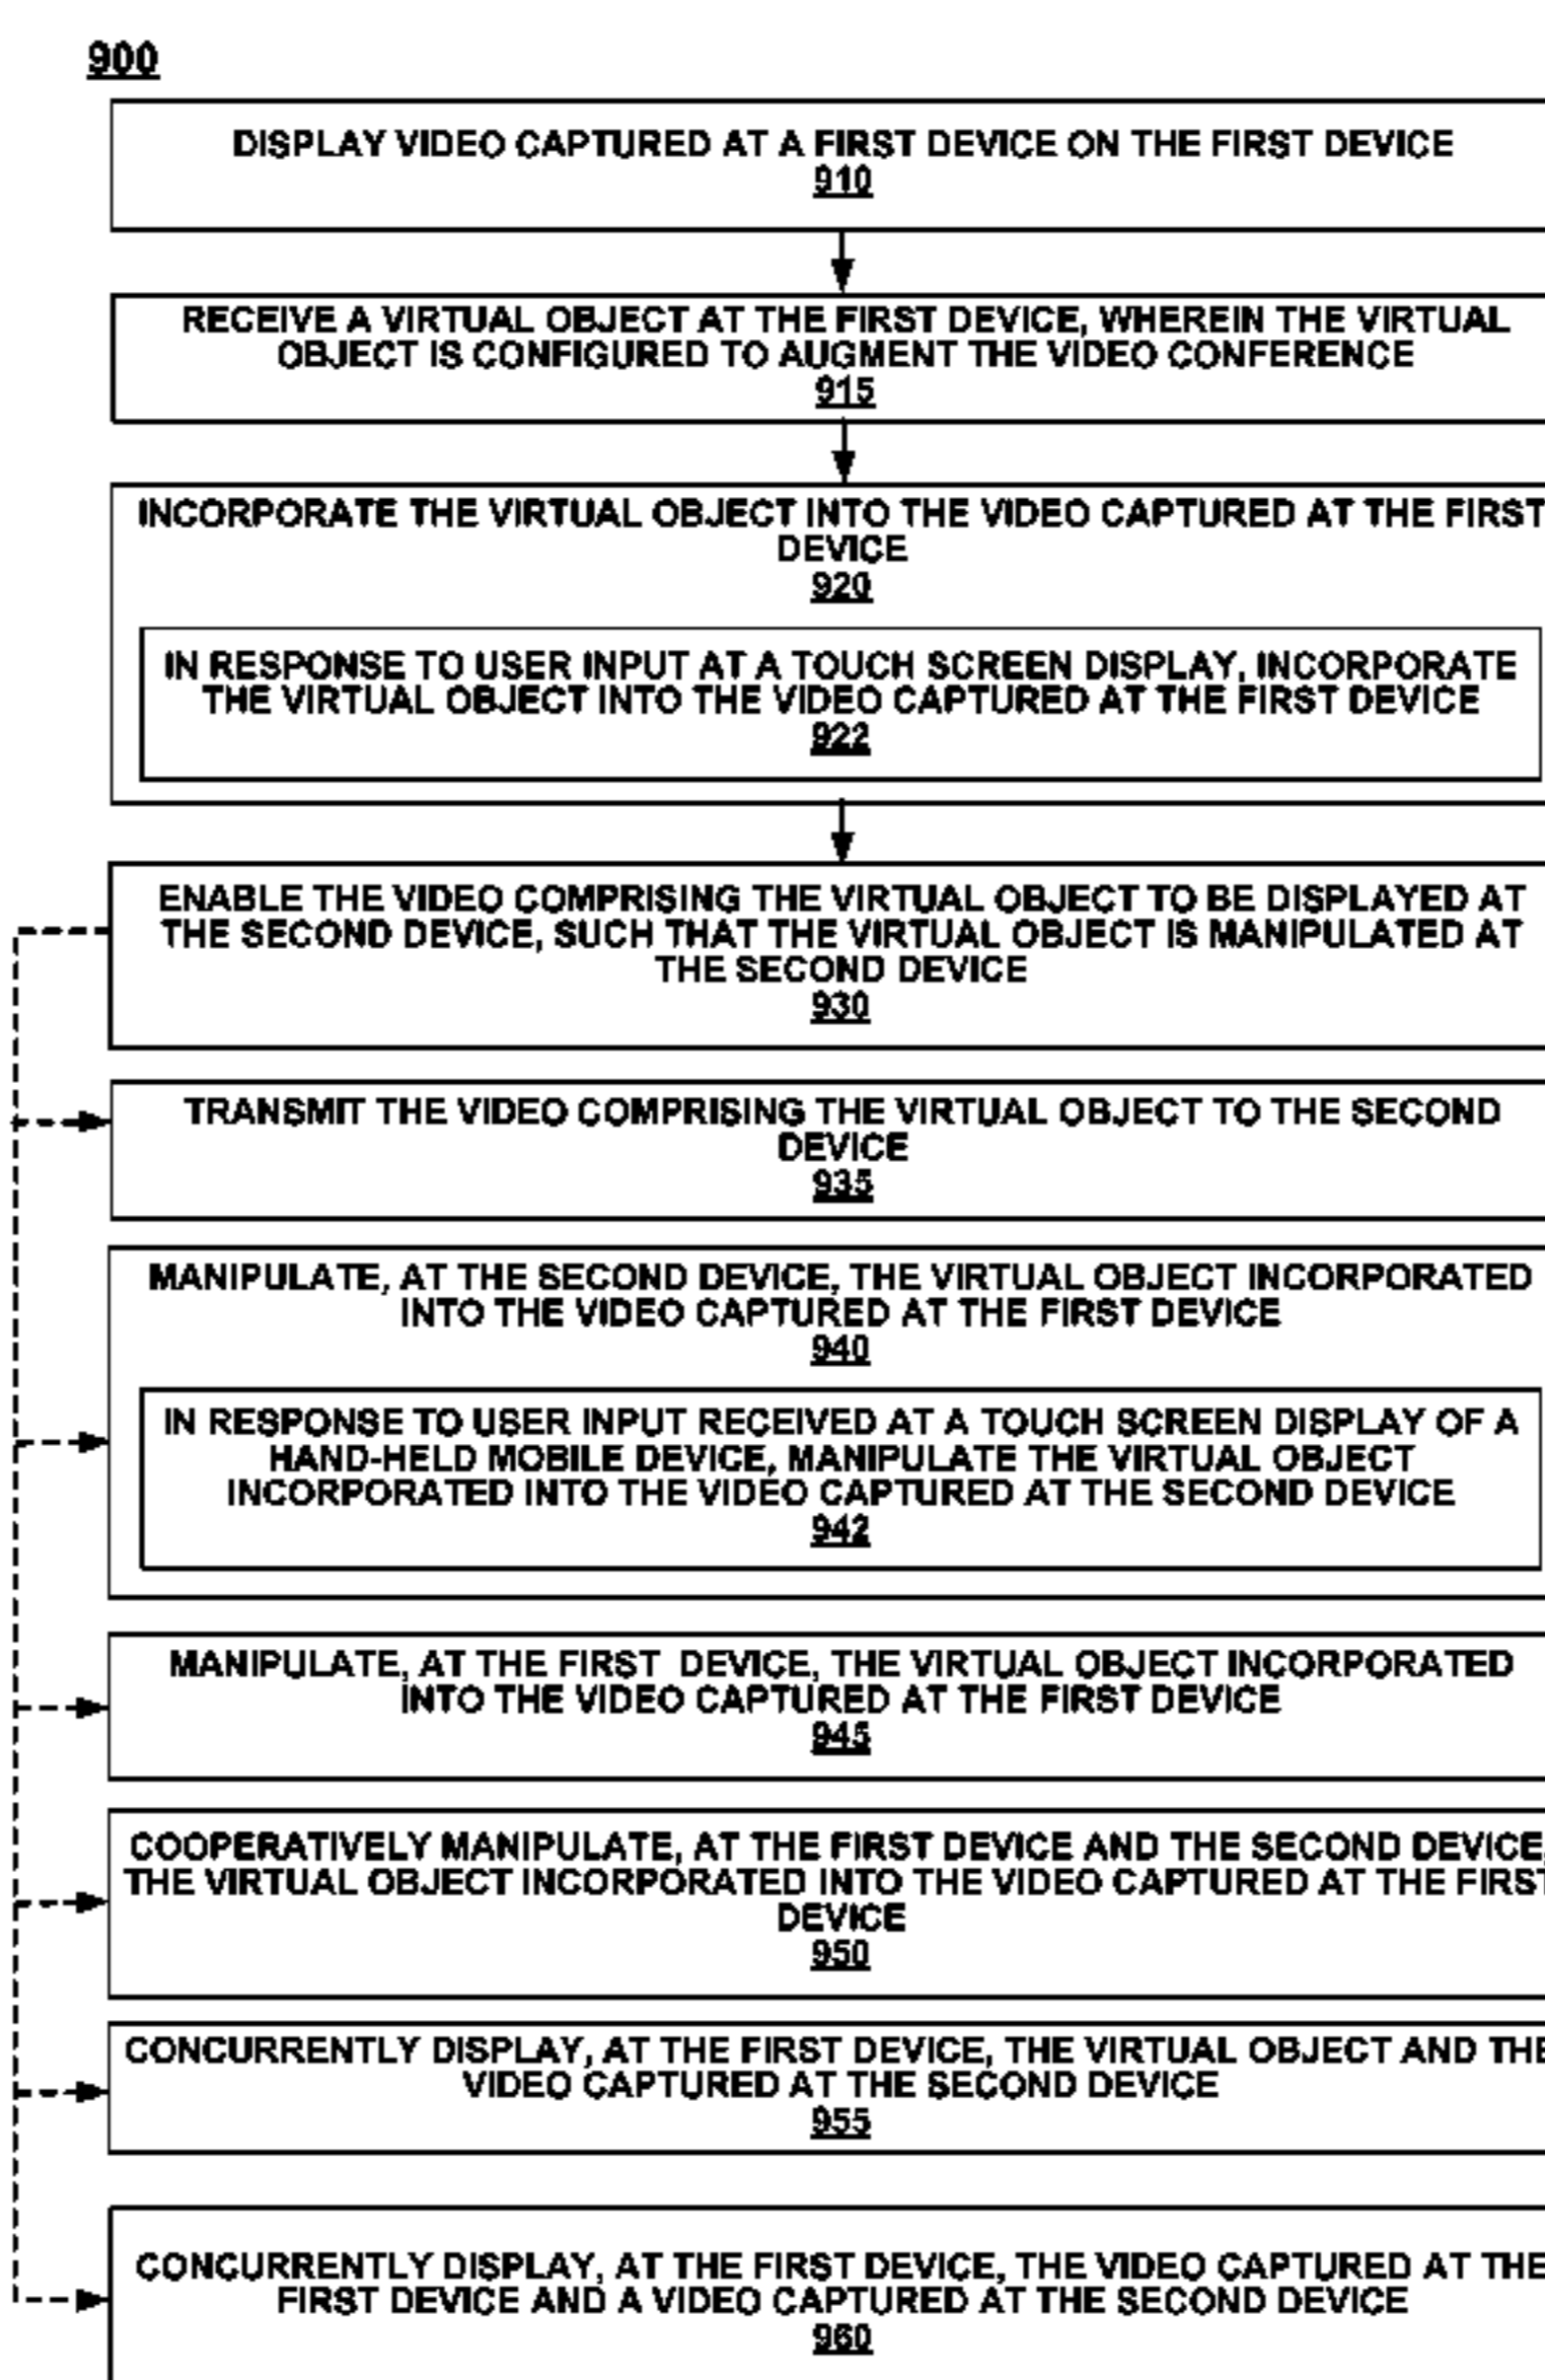 900
DISPLAY VIDEO CAPTURED AT A FIRST DEVICE ON THE FIRST DEVICE
910
RECEIVE A VIRTUAL OBJECT AT THE FIRST DEVICE, WHEREIN THE VIRTUAL
OBJECT IS CONFIGURED TO AUGMENT THE VIDEO CONFERENCE
915
INCORPORATE THE VIRTUAL OBJECT INTO THE VIDEO CAPTURED AT THE FIRST
DEVICE
920
IN RESPONSE TO USER INPUT AT A TOUCH SCREEN DISPLAY, INCORPORATE
THE VIRTUAL OBJECT INTO THE VIDEO CAPTURED AT THE FIRST DEVICE
922
ENABLE THE VIDEO COMPRISING THE VIRTUAL OBJECT TO BE DISPLAYED AT
THE SECOND DEVICE, SUCH THAT THE VIRTUAL OBJECT IS MANIPULATED AT
THE SECOND DEVICE
930
TRANSMIT THE VIDEO COMPRISING THE VIRTUAL OBJECT TO THE SECOND
DEVICE
935
MANIPULATE, AT THE SECOND DEVICE, THE VIRTUAL OBJECT INCORPORATED
INTO THE VIDEO CAPTURED AT THE FIRST DEVICE
940
IN RESPONSE TO USER INPUT RECEIVED AT A TOUCH SCREEN DISPLAY OF A
HAND-HELD MOBILE DEVICE, MANIPULATE THE VIRTUAL OBJECT
INCORPORATED INTO THE VIDEO CAPTURED AT THE SECOND DEVICE
942
MANIPULATE, AT THE FIRST DEVICE, THE VIRTUAL OBJECT INCORPORATED
INTO THE VIDEO CAPTURED AT THE FIRST DEVICE
945
COOPERATIVELY MANIPULATE, AT THE FIRST DEVICE AND THE SECOND DEVICE,
THE VIRTUAL OBJECT INCORPORATED INTO THE VIDEO CAPTURED AT THE FIRST
DEVICE
950
CONCURRENTLY DISPLAY, AT THE FIRST DEVICE, THE VIRTUAL OBJECT AND THE
VIDEO CAPTURED AT THE SECOND DEVICE
955
CONCURRENTLY DISPLAY, AT THE FIRST DEVICE, THE VIDEO CAPTURED AT THE
FIRST DEVICE AND A VIDEO CAPTURED AT THE SECOND DEVICE
960